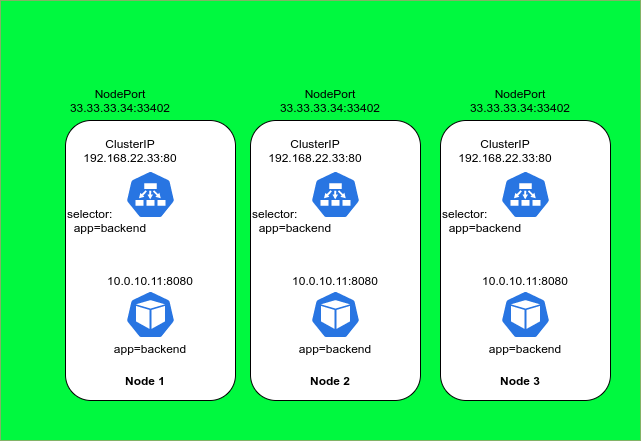 NodePort
33.33.33.34:33402
NodePort
33.33.33.34:33402
NodePort
33.33.33.34:33402
ClusterIP
192.168.22.33:80
selector:
app=backend
10.0.10.11:8080
app=backend
Node 1
ClusterIP
192.168.22.33:80
selector:
app=backend
10.0.10.11:8080
app=backend
Node 2
ClusterIP
192.168.22.33:80
selector:
app=backend
10.0.10.11:8080
app=backend
Node 3